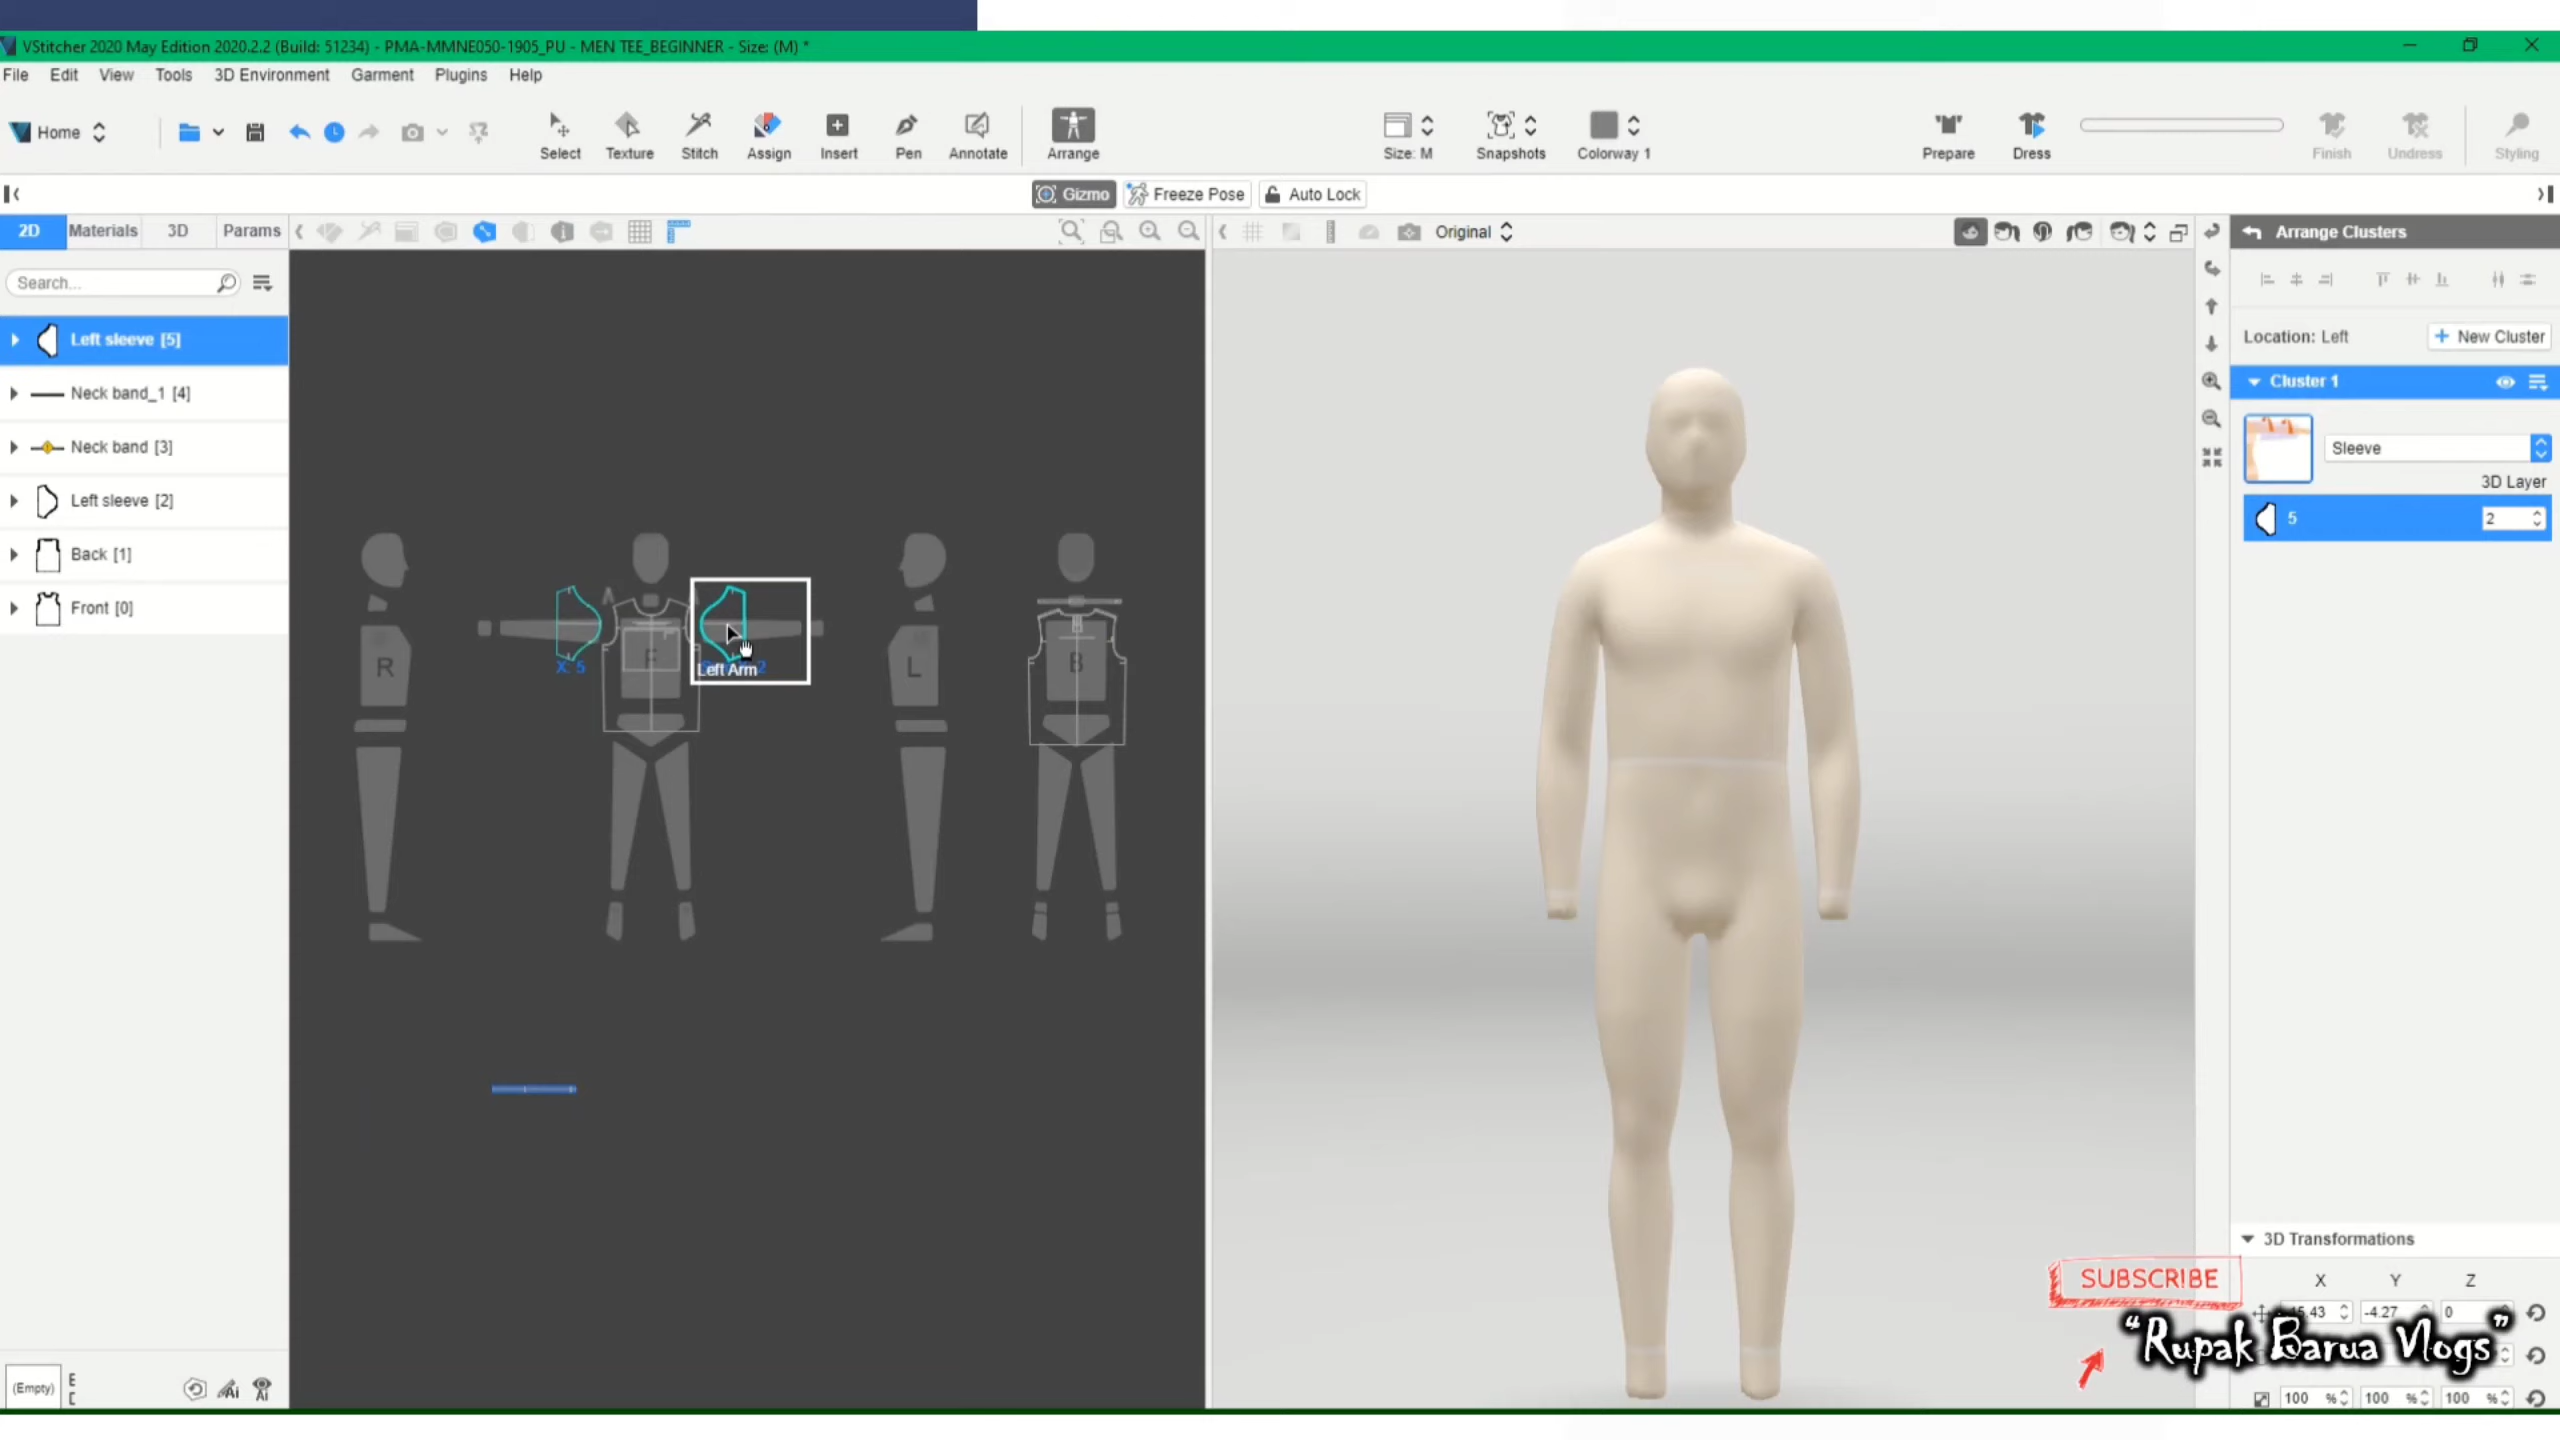 VStitcher 2020 May Edition 2020.2.2 (Build: 51234) - PMA-MMNE050-1905_PU - MEN TEE_BEGINNER - Size: (M) *
File Edit View Tools 3D Environment Garment Plugins Help
Home Select Texture Stitch Assign Insert Pen Annotate Arrange Size: M Snapshots Colorway 1 Prepare Dress Finish Undress Styling
Gizmo Freeze Pose Auto Lock
2D Materials 3D Params Original Arrange Clusters
Search...
Location: Left + New Cluster
Left sleeve [5]
Cluster 1
Neck band_1 [4]
Neck band [3]
Sleeve
3D Layer
Left sleeve [2]
5 2
Back [1]
Front [0]
R F L B
X: 5 Left Arm 2
3D Transformations
X Y Z
SUBSCRIBE
-4.27 0
"Rupak Barua Vlogs"
(Empty)
Ai
AI
100 % 100 % 100 %